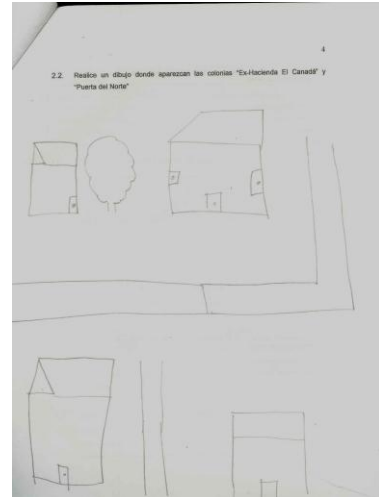 4
2.2. Realice un dibujo donde aparezcan las colonias "Ex-Hacienda El Canadá" y
"Puerta del Norte"